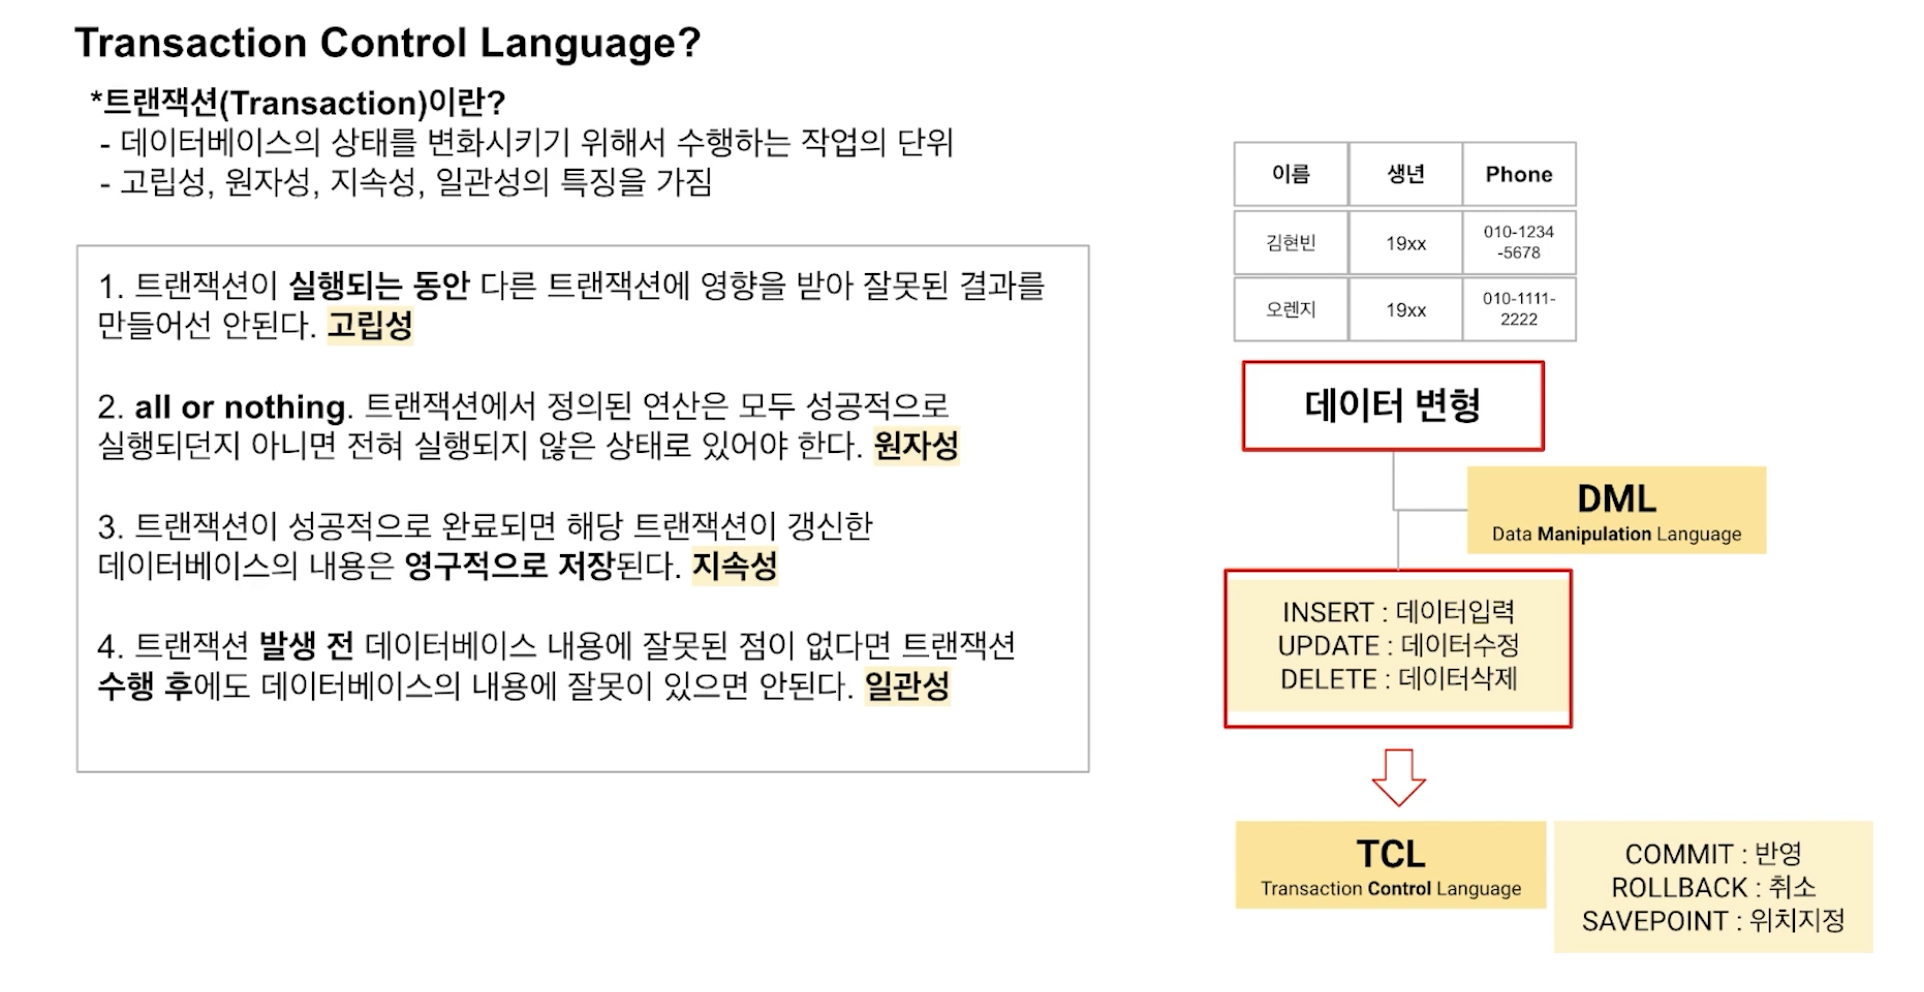 Transaction Control Language?
*트랜잭션(Transaction)이란?
- 데이터베이스의 상태를 변화시키기 위해서 수행하는 작업의 단위
- 고립성, 원자성, 지속성, 일관성의 특징을 가짐
1. 트랜잭션이 실행되는 동안 다른 트랜잭션에 영향을 받아 잘못된 결과를
만들어선 안된다. 고립성
2. all or nothing. 트랜잭션에서 정의된 연산은 모두 성공적으로
실행되던지 아니면 전혀 실행되지 않은 상태로 있어야 한다. 원자성
3. 트랜잭션이 성공적으로 완료되면 해당 트랜잭션이 갱신한
데이터베이스의 내용은 영구적으로 저장된다. 지속성
4. 트랜잭션 발생 전 데이터베이스 내용에 잘못된 점이 없다면 트랜잭션
수행 후에도 데이터베이스의 내용에 잘못이 있으면 안된다. 일관성
이름 생년 Phone
김현빈 19xx 010-1234
-5678
오렌지 19xx 010-1111-
2222
데이터 변형
DML
Data Manipulation Language
INSERT : 데이터입력
UPDATE : 데이터수정
DELETE : 데이터삭제
TCL
Transaction Control Language
COMMIT : 반영
ROLLBACK : 취소
SAVEPOINT : 위치지정